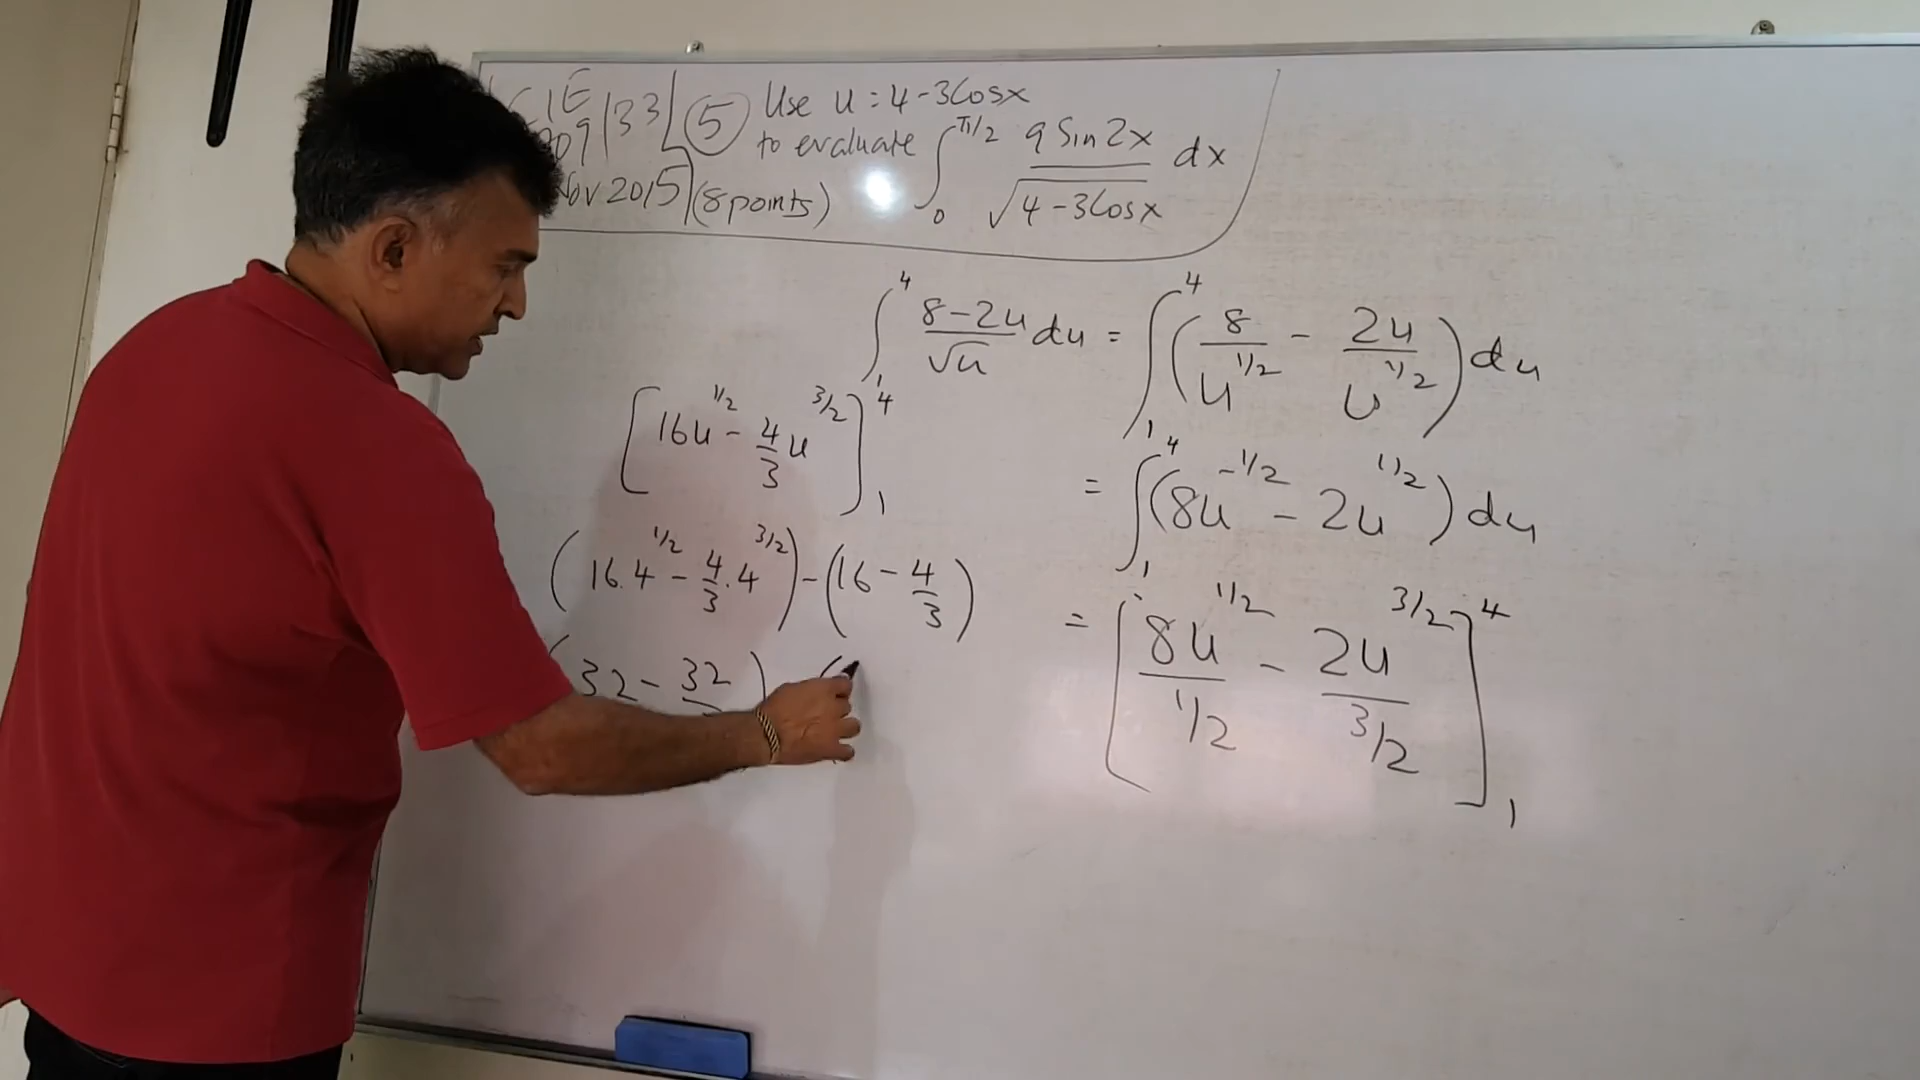 CIE 9709/33 Nov 2015
⑤ Use u = 4-3Cosx
to evaluate ∫₀^(π/2) 9 Sin 2x / √(4-3Cosx) dx
(8 points)
∫₁⁴ (8-2u)/√u du = ∫₁⁴ (8/u^(1/2) - 2u/u^(1/2)) du
= ∫₁⁴ (8u^(-1/2) - 2u^(1/2)) du
= [8u^(1/2)/(1/2) - 2u^(3/2)/(3/2)]₁⁴
[16u^(1/2) - 4/3 u^(3/2)]₁⁴
(16.4^(1/2) - 4/3 . 4^(3/2)) - (16 - 4/3)
(32 - 32